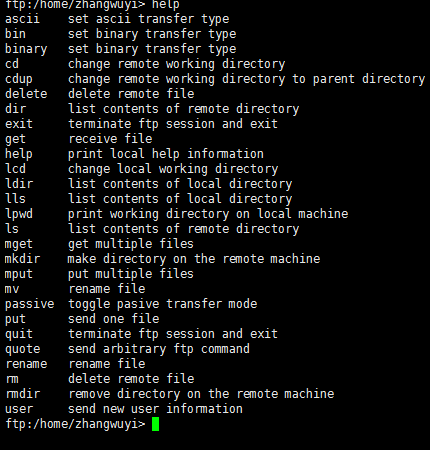 ftp:/home/zhangwuyi> help
ascii set ascii transfer type
bin set binary transfer type
binary set binary transfer type
cd change remote working directory
cdup change remote working directory to parent directory
delete delete remote file
dir list contents of remote directory
exit terminate ftp session and exit
get receive file
help print local help information
lcd change local working directory
ldir list contents of local directory
lls list contents of local directory
lpwd print working directory on local machine
ls list contents of remote directory
mget get multiple files
mkdir make directory on the remote machine
mput put multiple files
mv rename file
passive toggle pasive transfer mode
put send one file
quit terminate ftp session and exit
quote send arbitrary ftp command
rename rename file
rm delete remote file
rmdir remove directory on the remote machine
user send new user information
ftp:/home/zhangwuyi>